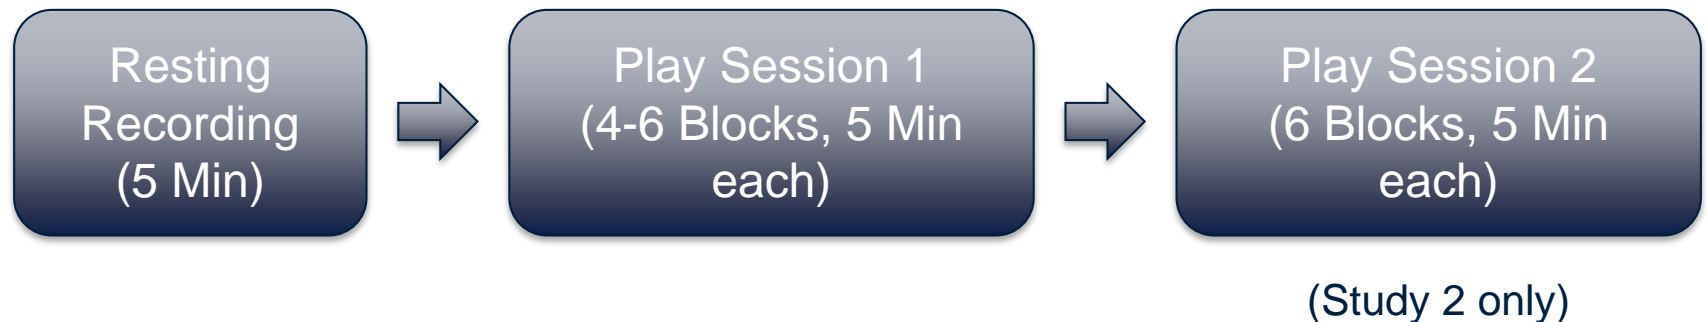 Resting
Recording
(5 Min)
Play Session 1
(4-6 Blocks, 5 Min
each)
Play Session 2
(6 Blocks, 5 Min
each)
(Study 2 only)